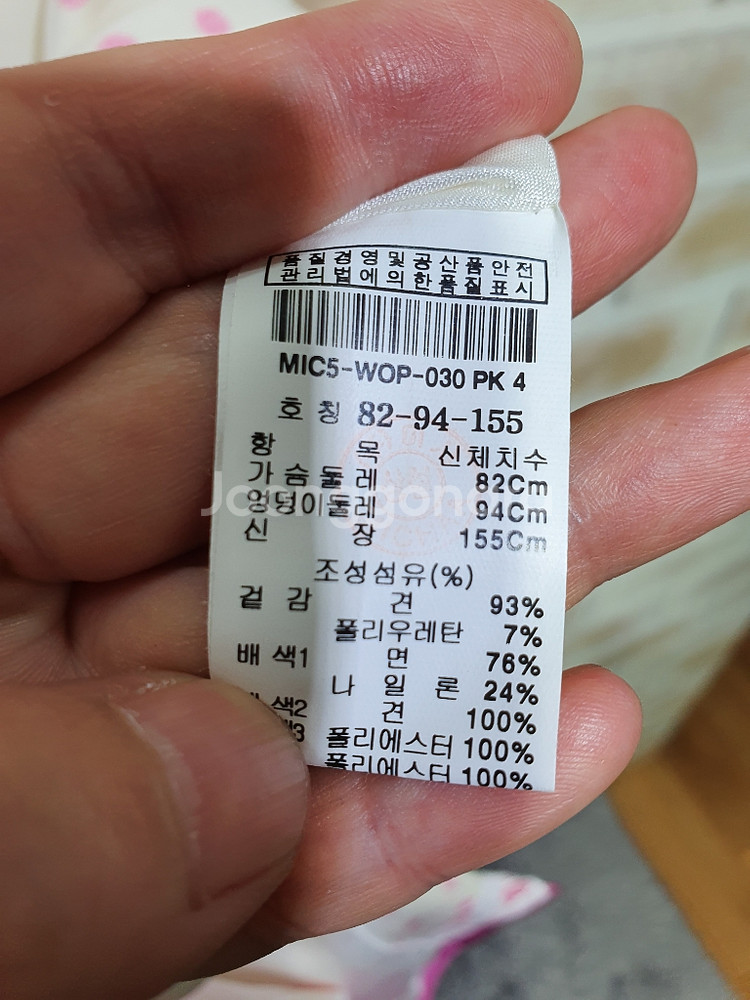 품질경영및공산품안전
관리법에의한품질표시
MIC5-WOP-030 PK 4
호 칭 82-94-155
항 목 신체치수
가슴둘레 82Cm
엉덩이둘레 94Cm
신 장 155Cm
조성섬유(%)
겉 감 견 93%
폴리우레탄 7%
배 색1 면 76%
나 일 론 24%
색2 견 100%
폴리에스터 100%
폴리에스터 100%